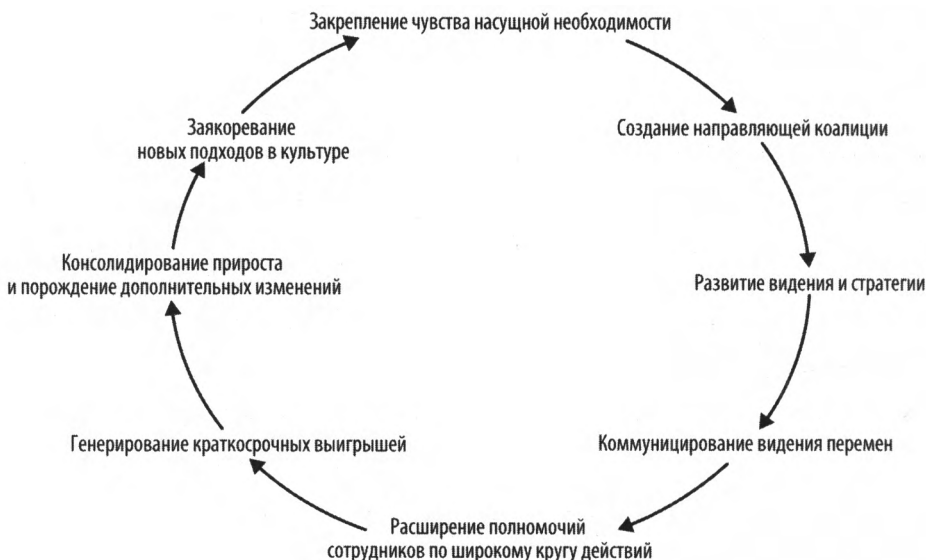 Закрепление чувства насущной необходимости
Создание направляющей коалиции
Развитие видения и стратегии
Коммуницирование видения перемен
Расширение полномочий
сотрудников по широкому кругу действий
Генерирование краткосрочных выигрышей
Консолидирование прироста
и порождение дополнительных изменений
Заякоревание
новых подходов в культуре